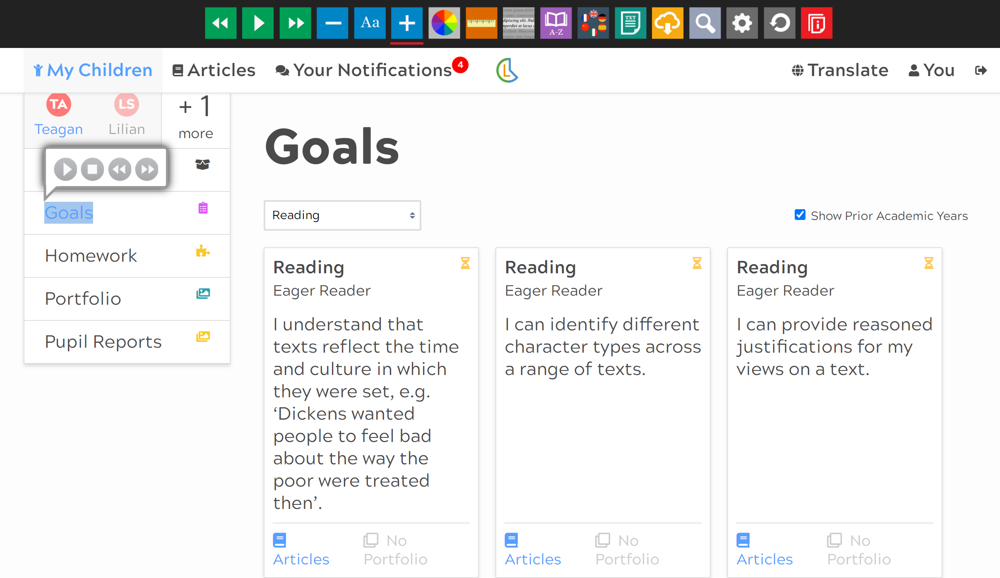 Aa
A-Z
TXT
My Children
Articles
Your Notifications 4
Translate
You
TA
Teagan
LS
Lilian
+ 1
more
Goals
Homework
Portfolio
Pupil Reports
Goals
Reading
Show Prior Academic Years
Reading
Eager Reader
I understand that
texts reflect the time
and culture in which
they were set, e.g.
‘Dickens wanted
people to feel bad
about the way the
poor were treated
then’.
Articles
No
Portfolio
Reading
Eager Reader
I can identify different
character types across
a range of texts.
Articles
No
Portfolio
Reading
Eager Reader
I can provide reasoned
justifications for my
views on a text.
Articles
No
Portfolio